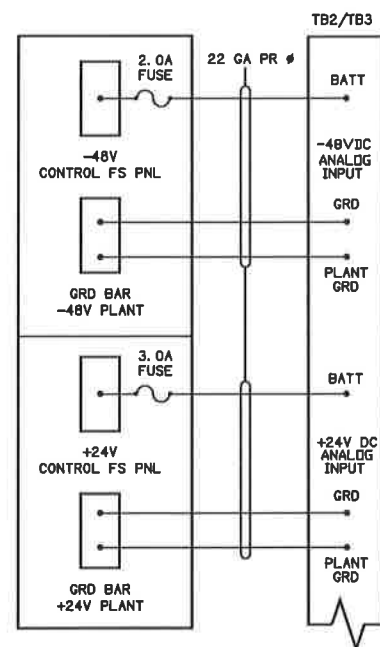 TB2/TB3
2.0A
FUSE
22 GA PR ø
BATT
-48V
CONTROL FS PNL
-48VDC
ANALOG
INPUT
GRD
PLANT
GRD
GRD BAR
-48V PLANT
3.0A
FUSE
BATT
+24V
CONTROL FS PNL
+24V DC
ANALOG
INPUT
GRD
PLANT
GRD
GRD BAR
+24V PLANT